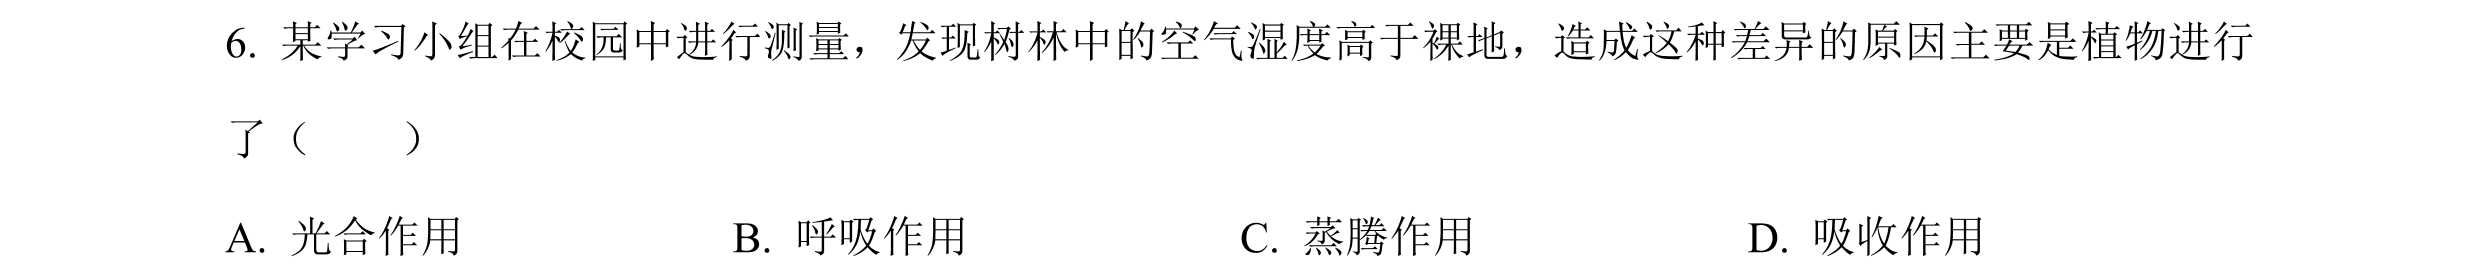 6. 某学习小组在校园中进行测量，发现树林中的空气湿度高于裸地，造成这种差异的原因主要是植物进行
了（　　）
A. 光合作用　　B. 呼吸作用　　C. 蒸腾作用　　D. 吸收作用